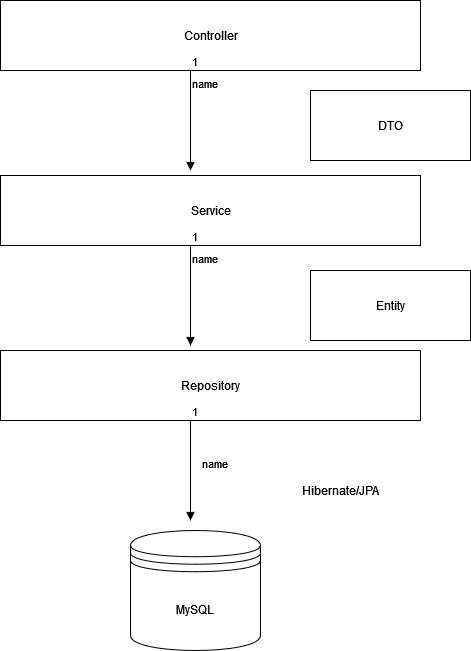 Controller
1
name
DTO
Service
1
name
Entity
Repository
1
name
Hibernate/JPA
MySQL